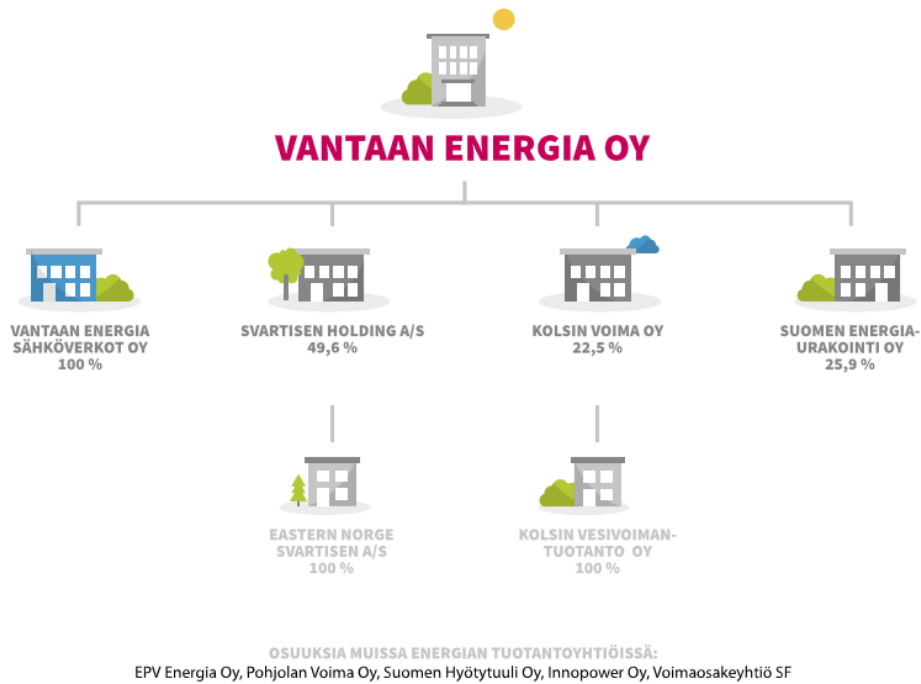 VANTAAN ENERGIA OY
VANTAAN ENERGIA
SÄHKÖVERKOT OY
100 %
SVARTISEN HOLDING A/S
49,6 %
KOLSIN VOIMA OY
22,5 %
SUOMEN ENERGIA-
URAKOINTI OY
25,9 %
EASTERN NORGE
SVARTISEN A/S
100 %
KOLSIN VESIVOIMAN-
TUOTANTO OY
100 %
OSUUKSIA MUISSA ENERGIAN TUOTANTOYHTIÖISSÄ:
EPV Energia Oy, Pohjolan Voima Oy, Suomen Hyötytuuli Oy, Innopower Oy, Voimaosakeyhtiö SF